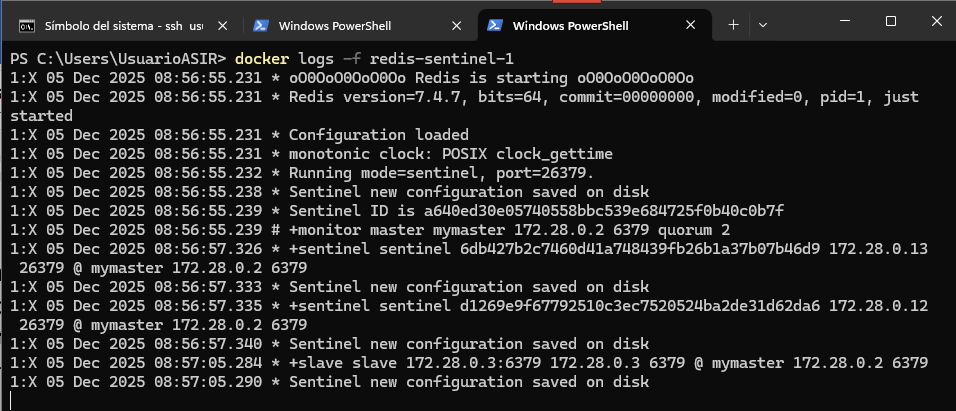 Símbolo del sistema - ssh usu
Windows PowerShell
Windows PowerShell
PS C:\Users\UsuarioASIR> docker logs -f redis-sentinel-1
1:X 05 Dec 2025 08:56:55.231 * oO0OoO0OoO0Oo Redis is starting oO0OoO0OoO0Oo
1:X 05 Dec 2025 08:56:55.231 * Redis version=7.4.7, bits=64, commit=00000000, modified=0, pid=1, just
started
1:X 05 Dec 2025 08:56:55.231 * Configuration loaded
1:X 05 Dec 2025 08:56:55.231 * monotonic clock: POSIX clock_gettime
1:X 05 Dec 2025 08:56:55.232 * Running mode=sentinel, port=26379.
1:X 05 Dec 2025 08:56:55.238 * Sentinel new configuration saved on disk
1:X 05 Dec 2025 08:56:55.239 * Sentinel ID is a640ed30e05740558bbc539e684725f0b40c0b7f
1:X 05 Dec 2025 08:56:55.239 # +monitor master mymaster 172.28.0.2 6379 quorum 2
1:X 05 Dec 2025 08:56:57.326 * +sentinel sentinel 6db427b2c7460d41a748439fb26b1a37b07b46d9 172.28.0.13
26379 @ mymaster 172.28.0.2 6379
1:X 05 Dec 2025 08:56:57.333 * Sentinel new configuration saved on disk
1:X 05 Dec 2025 08:56:57.335 * +sentinel sentinel d1269e9f67792510c3ec7520524ba2de31d62da6 172.28.0.12
26379 @ mymaster 172.28.0.2 6379
1:X 05 Dec 2025 08:56:57.340 * Sentinel new configuration saved on disk
1:X 05 Dec 2025 08:57:05.284 * +slave slave 172.28.0.3:6379 172.28.0.3 6379 @ mymaster 172.28.0.2 6379
1:X 05 Dec 2025 08:57:05.290 * Sentinel new configuration saved on disk